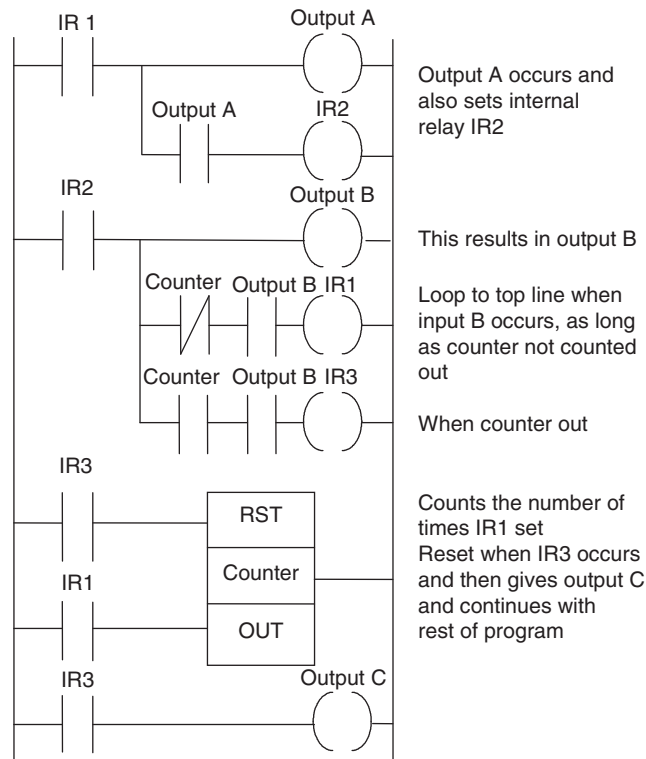 IR 1
Output A
Output A
IR2
Output A occurs and
also sets internal
relay IR2
IR2
Output B
This results in output B
Counter Output B IR1
Loop to top line when
input B occurs, as long
as counter not counted
out
Counter Output B IR3
When counter out
IR3
RST
Counts the number of
times IR1 set
Reset when IR3 occurs
and then gives output C
and continues with
rest of program
Counter
IR1
OUT
IR3
Output C